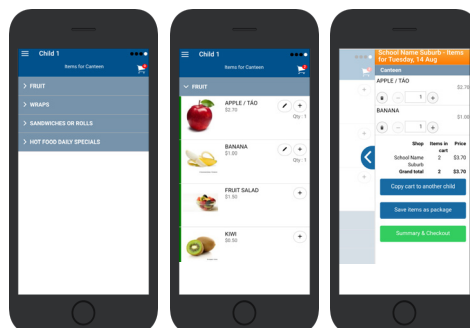 Child 1
Items for Canteen
FRUIT
WRAPS
SANDWICHES OR ROLLS
HOT FOOD DAILY SPECIALS
Child 1
Items for Canteen
FRUIT
APPLE / TÁO
$2.70
Qty : 1
BANANA
$1.00
Qty : 1
FRUIT SALAD
$1.50
KIWI
$0.50
School Name Suburb - Items
for Tuesday, 14 Aug
Canteen
APPLE / TÁO
$2.70
1
BANANA
$1.00
1
Shop Items in Price
cart
School Name 2 $3.70
Suburb
Grand total 2 $3.70
Copy cart to another child
Save items as package
Summary & Checkout